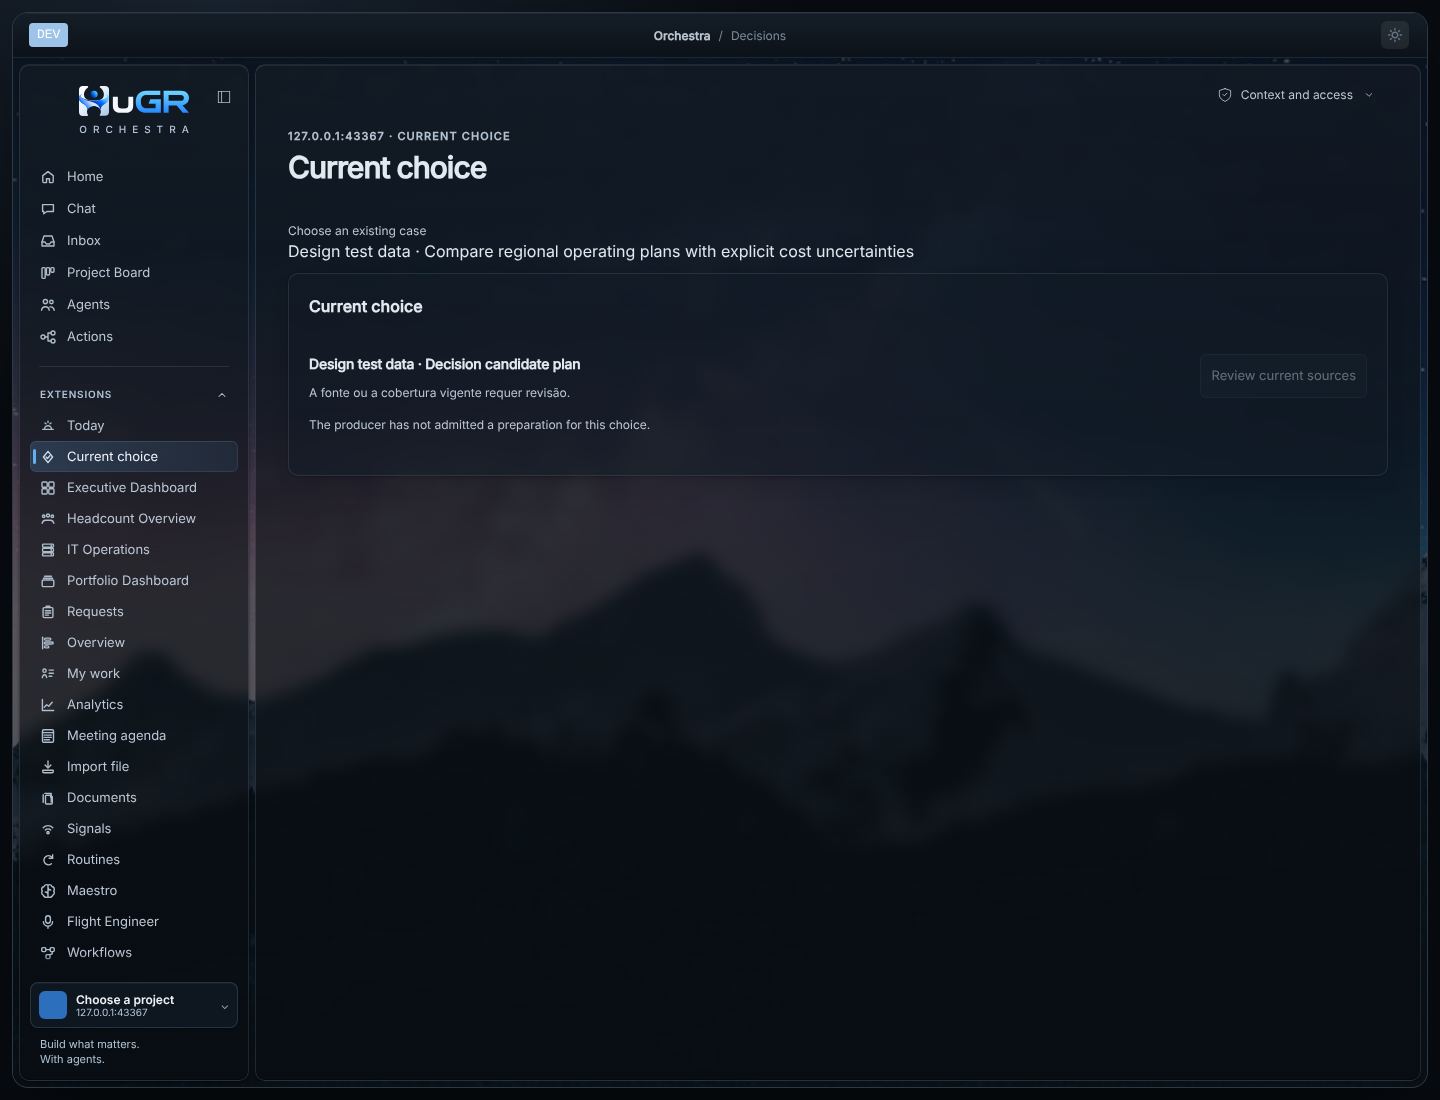 DEV
Orchestra / Decisions
HuGR
ORCHESTRA
Home
Chat
Inbox
Project Board
Agents
Actions
EXTENSIONS
Today
Current choice
Executive Dashboard
Headcount Overview
IT Operations
Portfolio Dashboard
Requests
Overview
My work
Analytics
Meeting agenda
Import file
Documents
Signals
Routines
Maestro
Flight Engineer
Workflows
Choose a project
127.0.0.1:43367
Build what matters.
With agents.
Context and access
127.0.0.1:43367 · CURRENT CHOICE
Current choice
Choose an existing case
Design test data · Compare regional operating plans with explicit cost uncertainties
Current choice
Design test data · Decision candidate plan
A fonte ou a cobertura vigente requer revisão.
The producer has not admitted a preparation for this choice.
Review current sources